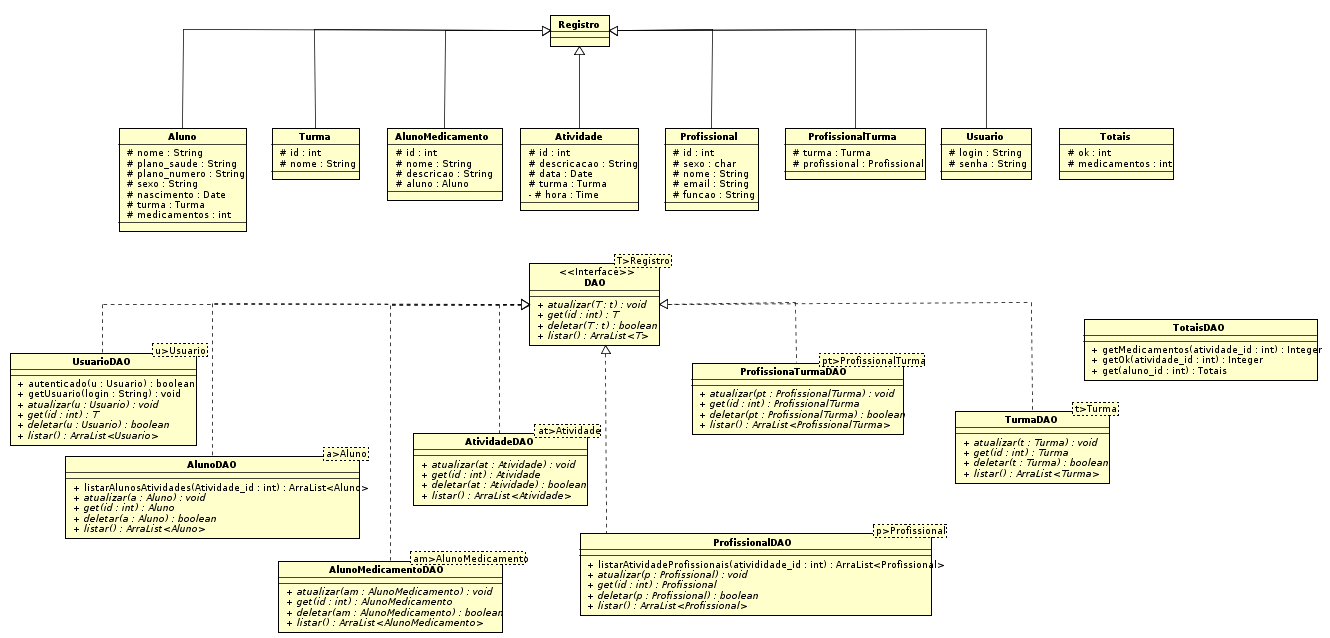 Registro
Aluno
# nome : String
# plano_saude : String
# plano_numero : String
# sexo : String
# nascimento : Date
# turma : Turma
# medicamentos : int
Turma
# id : int
# nome : String
AlunoMedicamento
# id : int
# nome : String
# descricao : String
# aluno : Aluno
Atividade
# id : int
# descricacao : String
# data : Date
# turma : Turma
- # hora : Time
Profissional
# id : int
# sexo : char
# nome : String
# email : String
# funcao : String
ProfissionalTurma
# turma : Turma
# profissional : Profissional
Usuario
# login : String
# senha : String
Totais
# ok : int
# medicamentos : int
T>Registro
<<Interface>>
DAO
+ atualizar(T : t) : void
+ get(id : int) : T
+ deletar(T : t) : boolean
+ listar() : ArraList<T>
u>Usuario
UsuarioDAO
+ autenticado(u : Usuario) : boolean
+ getUsuario(login : String) : void
+ atualizar(u : Usuario) : void
+ get(id : int) : T
+ deletar(u : Usuario) : boolean
+ listar() : ArraList<Usuario>
a>Aluno
AlunoDAO
+ listarAlunosAtividades(Atividade_id : int) : ArraList<Aluno>
+ atualizar(a : Aluno) : void
+ get(id : int) : Aluno
+ deletar(a : Aluno) : boolean
+ listar() : ArraList<Aluno>
am>AlunoMedicamento
AlunoMedicamentoDAO
+ atualizar(am : AlunoMedicamento) : void
+ get(id : int) : AlunoMedicamento
+ deletar(am : AlunoMedicamento) : boolean
+ listar() : ArraList<AlunoMedicamento>
at>Atividade
AtividadeDAO
+ atualizar(at : Atividade) : void
+ get(id : int) : Atividade
+ deletar(at : Atividade) : boolean
+ listar() : ArraList<Atividade>
p>Profissional
ProfissionalDAO
+ listarAtividadeProfissionais(ativididade_id : int) : ArraList<Profissional>
+ atualizar(p : Profissional) : void
+ get(id : int) : Profissional
+ deletar(p : Profissional) : boolean
+ listar() : ArraList<Profissional>
pt>ProfissionalTurma
ProfissionaTurmaDAO
+ atualizar(pt : ProfissionalTurma) : void
+ get(id : int) : ProfissionalTurma
+ deletar(pt : ProfissionalTurma) : boolean
+ listar() : ArraList<ProfissionalTurma>
t>Turma
TurmaDAO
+ atualizar(t : Turma) : void
+ get(id : int) : Turma
+ deletar(t : Turma) : boolean
+ listar() : ArraList<Turma>
TotaisDAO
+ getMedicamentos(atividade_id : int) : Integer
+ getOk(atividade_id : int) : Integer
+ get(aluno_id : int) : Totais